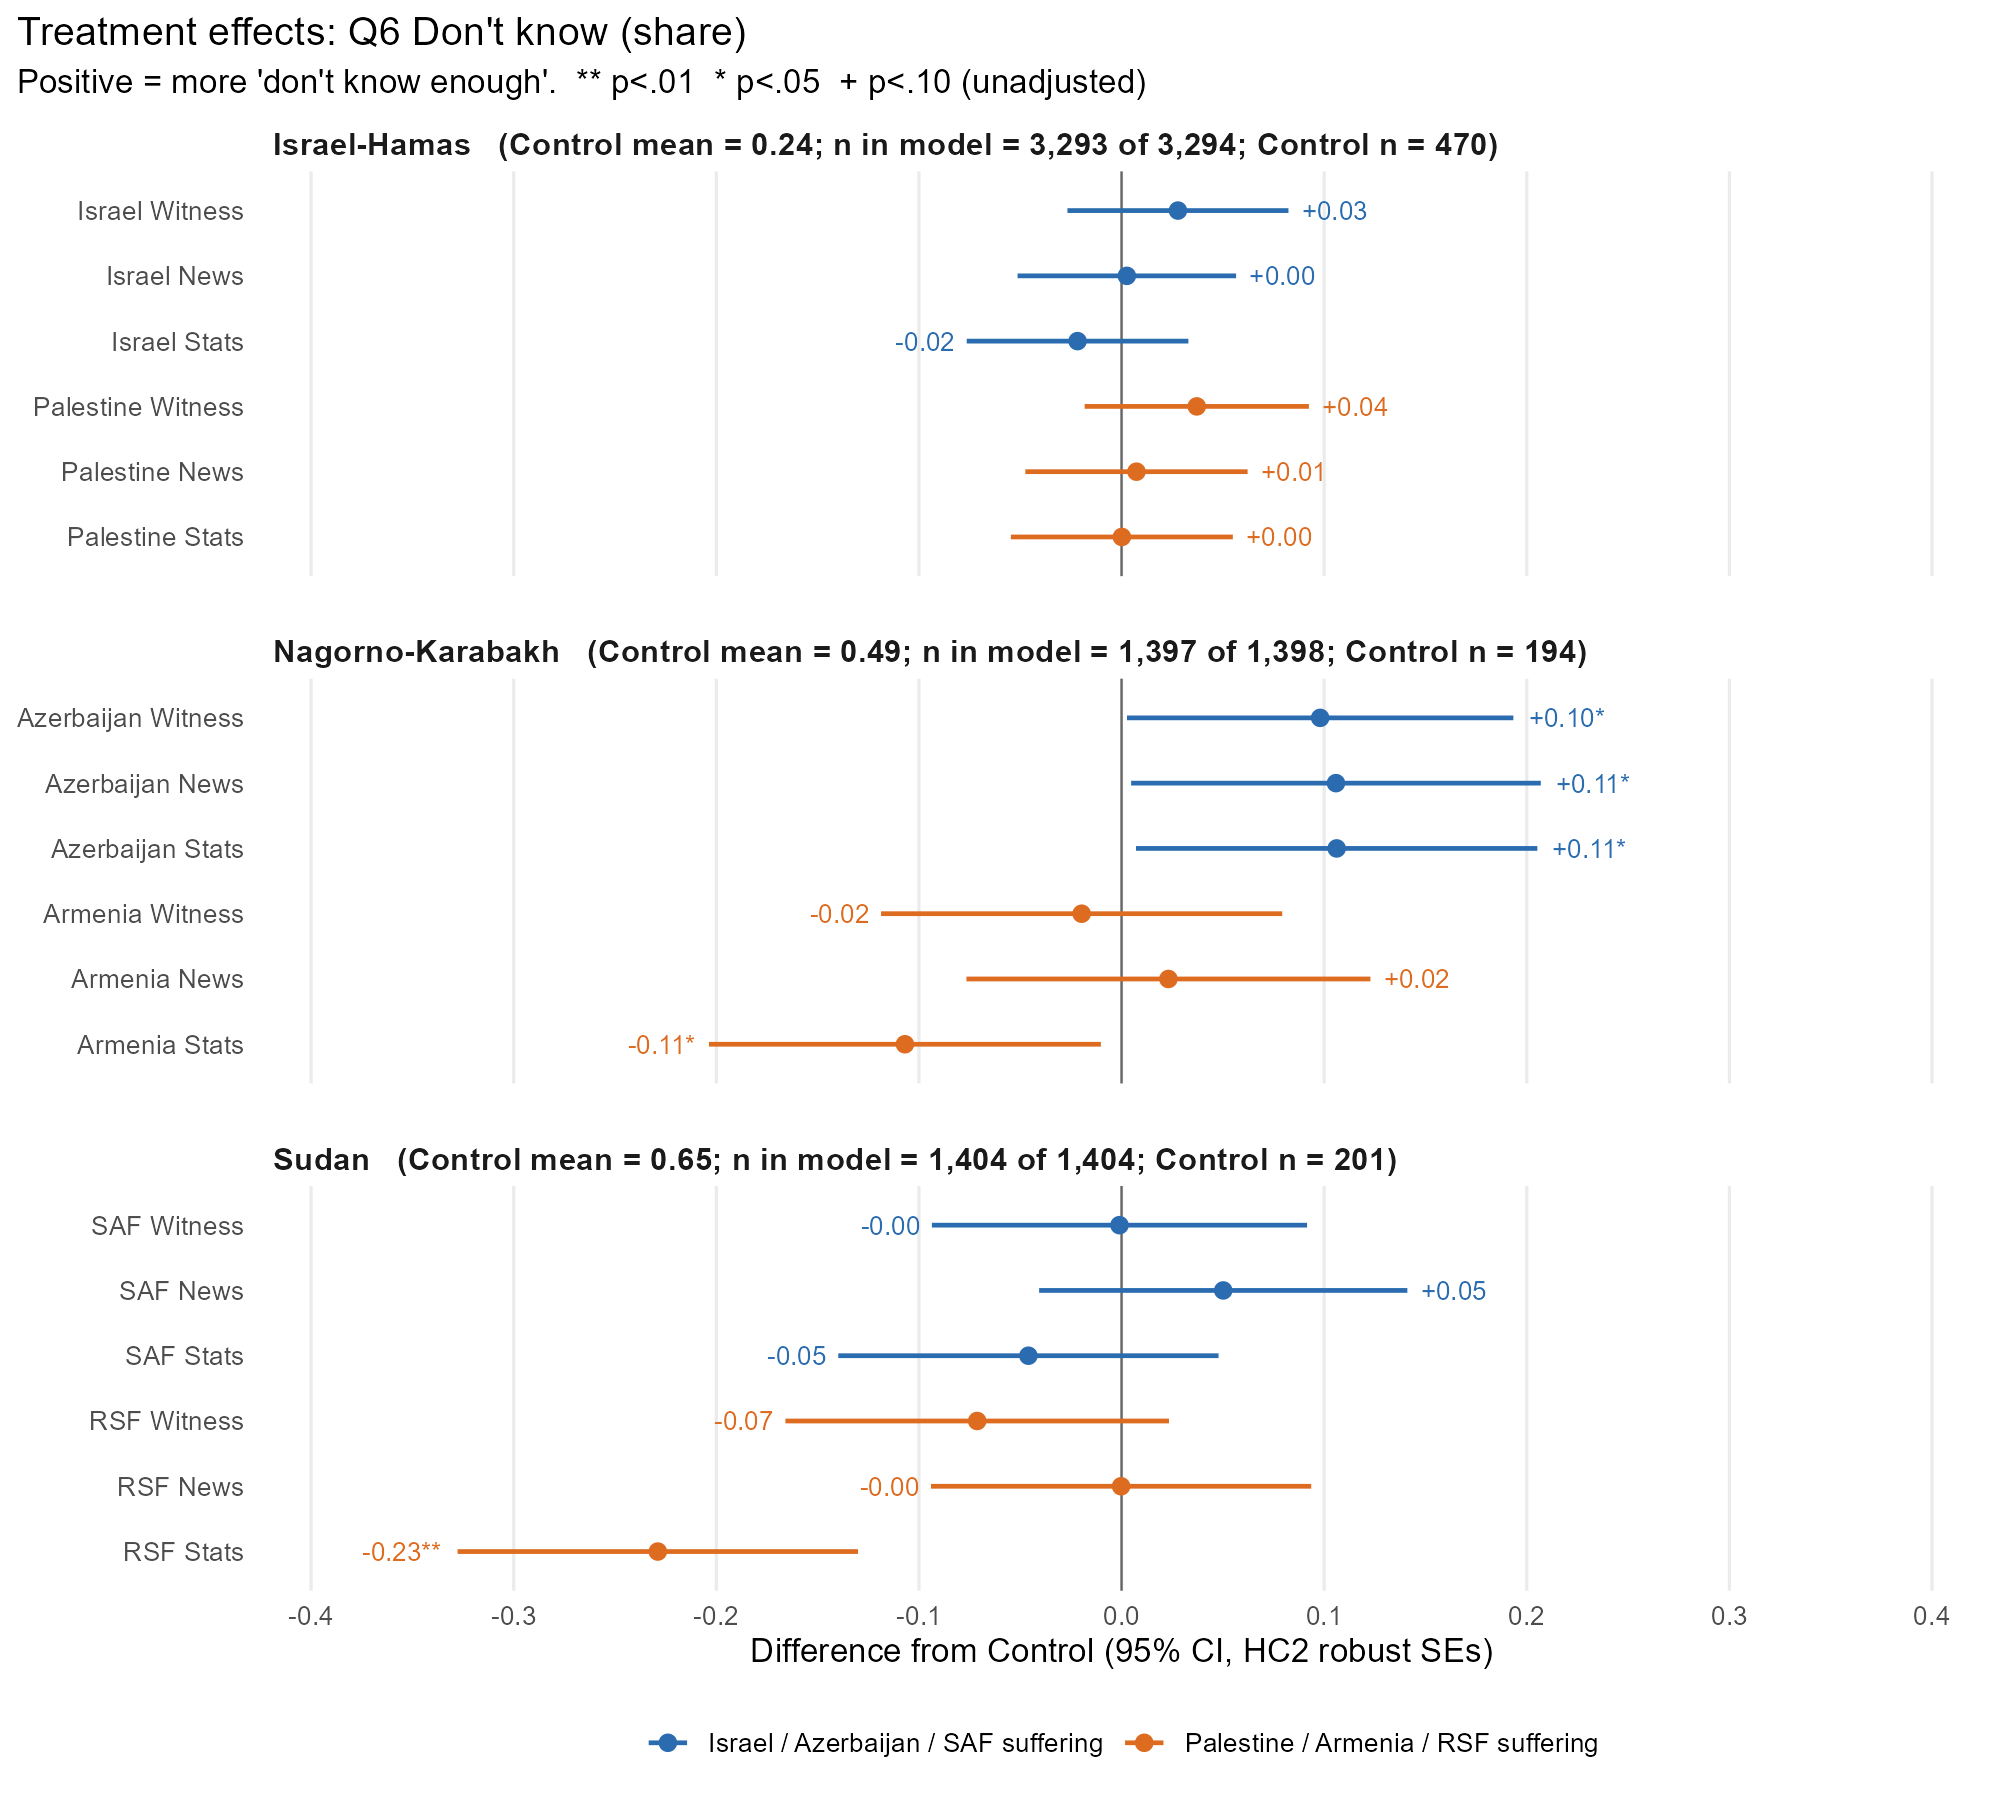 Treatment effects: Q6 Don't know (share)
Positive = more 'don't know enough'.  ** p<.01  * p<.05  + p<.10 (unadjusted)
Israel-Hamas   (Control mean = 0.24; n in model = 3,293 of 3,294; Control n = 470)
Israel Witness +0.03
Israel News +0.00
Israel Stats -0.02
Palestine Witness +0.04
Palestine News +0.01
Palestine Stats +0.00
Nagorno-Karabakh   (Control mean = 0.49; n in model = 1,397 of 1,398; Control n = 194)
Azerbaijan Witness +0.10*
Azerbaijan News +0.11*
Azerbaijan Stats +0.11*
Armenia Witness -0.02
Armenia News +0.02
Armenia Stats -0.11*
Sudan   (Control mean = 0.65; n in model = 1,404 of 1,404; Control n = 201)
SAF Witness -0.00
SAF News +0.05
SAF Stats -0.05
RSF Witness -0.07
RSF News -0.00
RSF Stats -0.23**
-0.4 -0.3 -0.2 -0.1 0.0 0.1 0.2 0.3 0.4
Difference from Control (95% CI, HC2 robust SEs)
Israel / Azerbaijan / SAF suffering Palestine / Armenia / RSF suffering